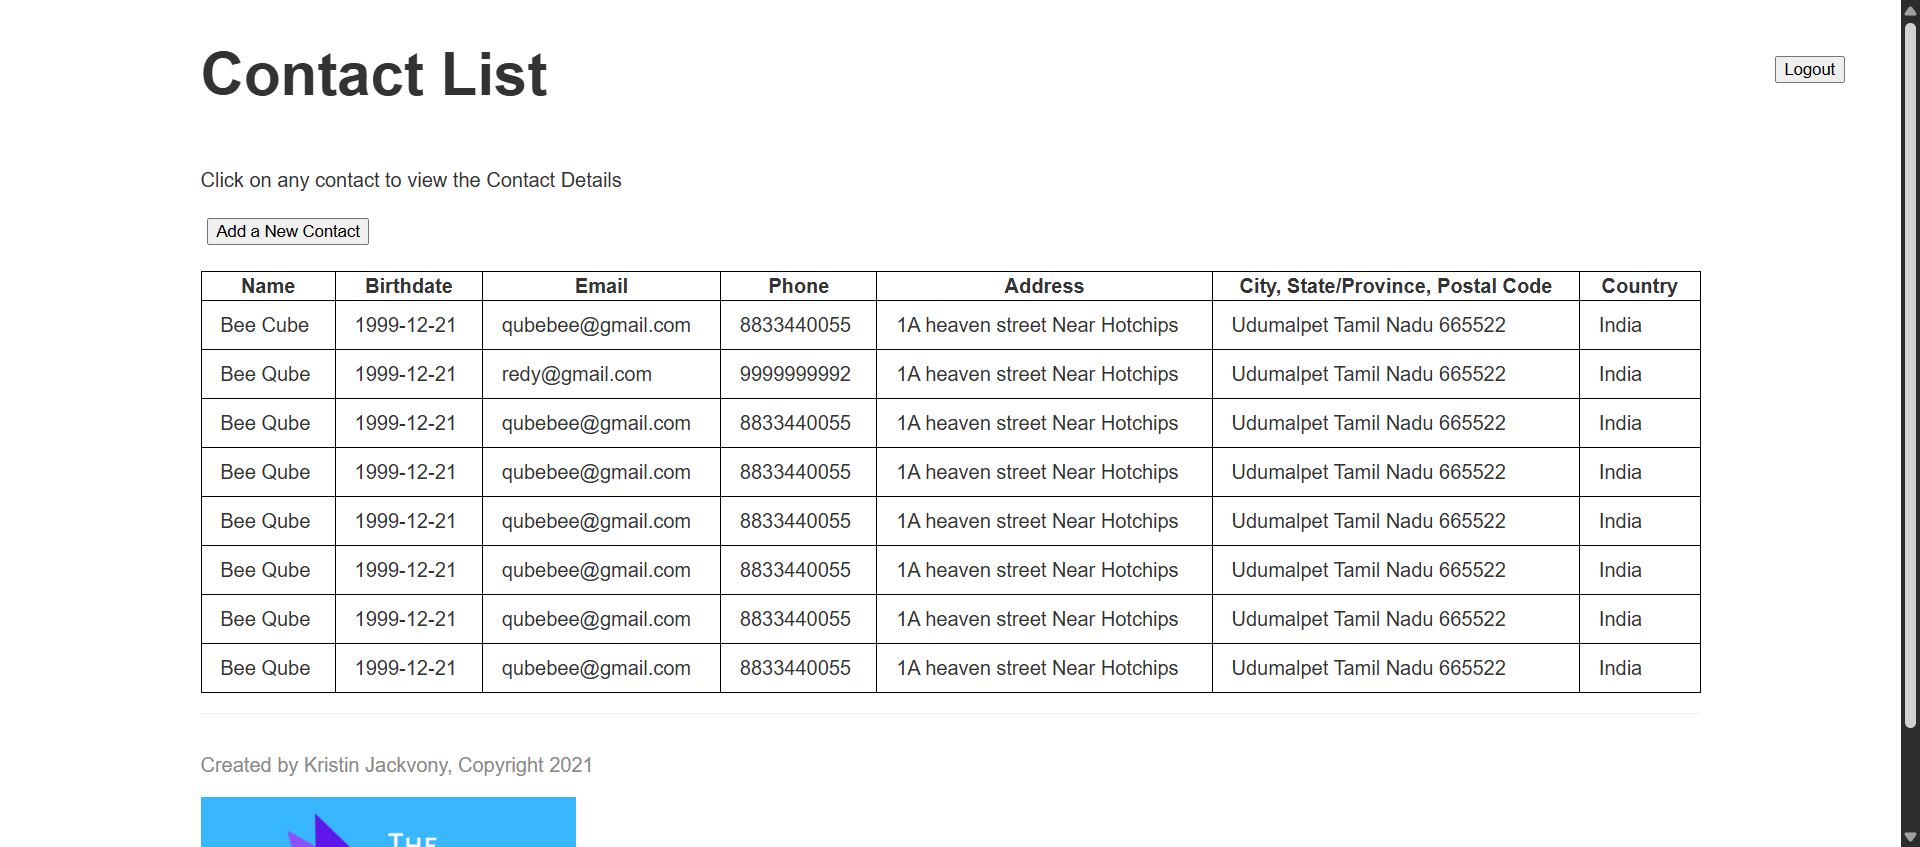 Contact List
Logout
Click on any contact to view the Contact Details
Add a New Contact
Name Birthdate Email Phone Address City, State/Province, Postal Code Country
Bee Cube 1999-12-21 qubebee@gmail.com 8833440055 1A heaven street Near Hotchips Udumalpet Tamil Nadu 665522 India
Bee Qube 1999-12-21 redy@gmail.com 9999999992 1A heaven street Near Hotchips Udumalpet Tamil Nadu 665522 India
Bee Qube 1999-12-21 qubebee@gmail.com 8833440055 1A heaven street Near Hotchips Udumalpet Tamil Nadu 665522 India
Bee Qube 1999-12-21 qubebee@gmail.com 8833440055 1A heaven street Near Hotchips Udumalpet Tamil Nadu 665522 India
Bee Qube 1999-12-21 qubebee@gmail.com 8833440055 1A heaven street Near Hotchips Udumalpet Tamil Nadu 665522 India
Bee Qube 1999-12-21 qubebee@gmail.com 8833440055 1A heaven street Near Hotchips Udumalpet Tamil Nadu 665522 India
Bee Qube 1999-12-21 qubebee@gmail.com 8833440055 1A heaven street Near Hotchips Udumalpet Tamil Nadu 665522 India
Bee Qube 1999-12-21 qubebee@gmail.com 8833440055 1A heaven street Near Hotchips Udumalpet Tamil Nadu 665522 India
Created by Kristin Jackvony, Copyright 2021
THE